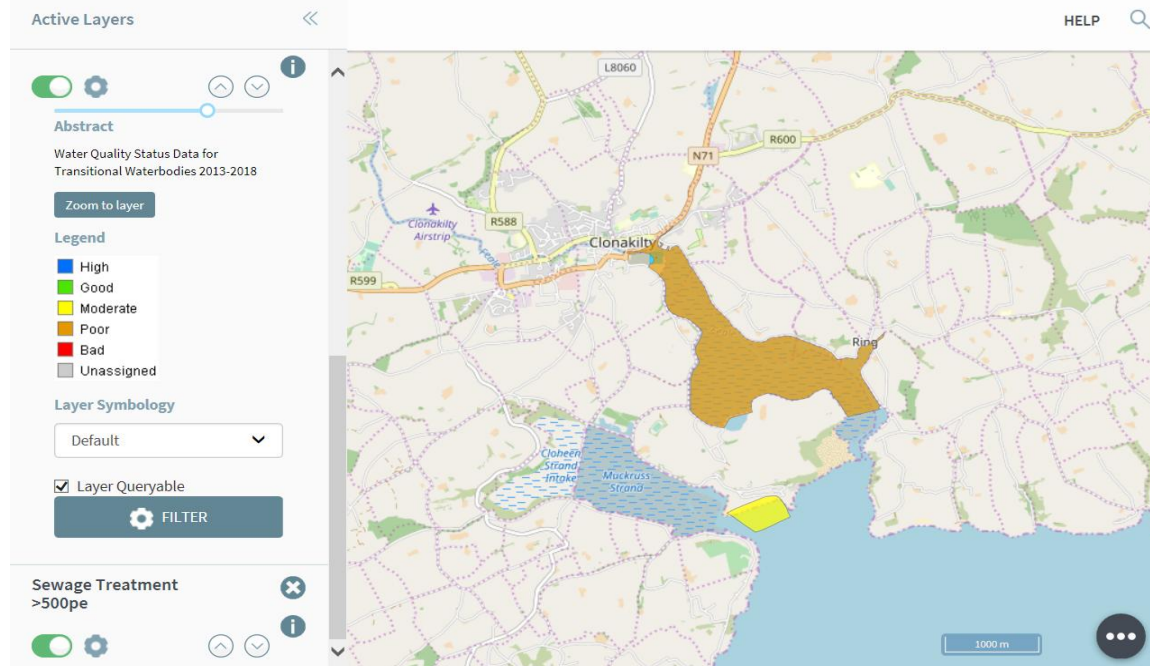 Active Layers
HELP
Abstract
Water Quality Status Data for
Transitional Waterbodies 2013-2018
Zoom to layer
Legend
High
Good
Moderate
Poor
Bad
Unassigned
Layer Symbology
Default
Layer Queryable
FILTER
Sewage Treatment
>500pe
L8060
R600
N71
R588
Clonakilty
Airstrip
Clonakilty
R599
Ring
Cloheen
Strand
Intake
Muckruss
Strand
1000 m